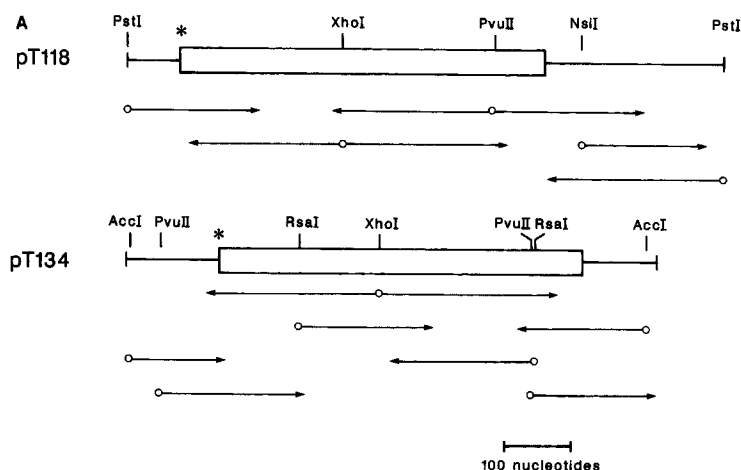 A
PstI * XhoI PvuII NsiI PstI
pT118
AccI PvuII * RsaI XhoI PvuII RsaI AccI
pT134
100 nucleotides